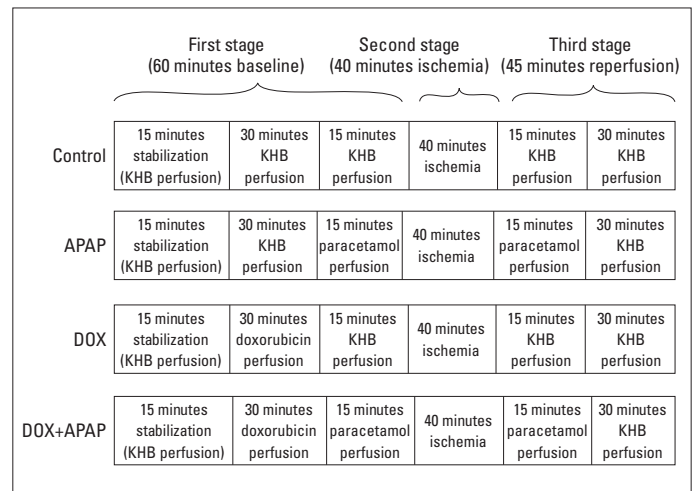 First stage
(60 minutes baseline)
Second stage
(40 minutes ischemia)
Third stage
(45 minutes reperfusion)
Control
15 minutes
stabilization
(KHB perfusion)
30 minutes
KHB
perfusion
15 minutes
KHB
perfusion
40 minutes
ischemia
15 minutes
KHB
perfusion
30 minutes
KHB
perfusion
APAP
15 minutes
stabilization
(KHB perfusion)
30 minutes
KHB
perfusion
15 minutes
paracetamol
perfusion
40 minutes
ischemia
15 minutes
paracetamol
perfusion
30 minutes
KHB
perfusion
DOX
15 minutes
stabilization
(KHB perfusion)
30 minutes
doxorubicin
perfusion
15 minutes
KHB
perfusion
40 minutes
ischemia
15 minutes
KHB
perfusion
30 minutes
KHB
perfusion
DOX+APAP
15 minutes
stabilization
(KHB perfusion)
30 minutes
doxorubicin
perfusion
15 minutes
paracetamol
perfusion
40 minutes
ischemia
15 minutes
paracetamol
perfusion
30 minutes
KHB
perfusion